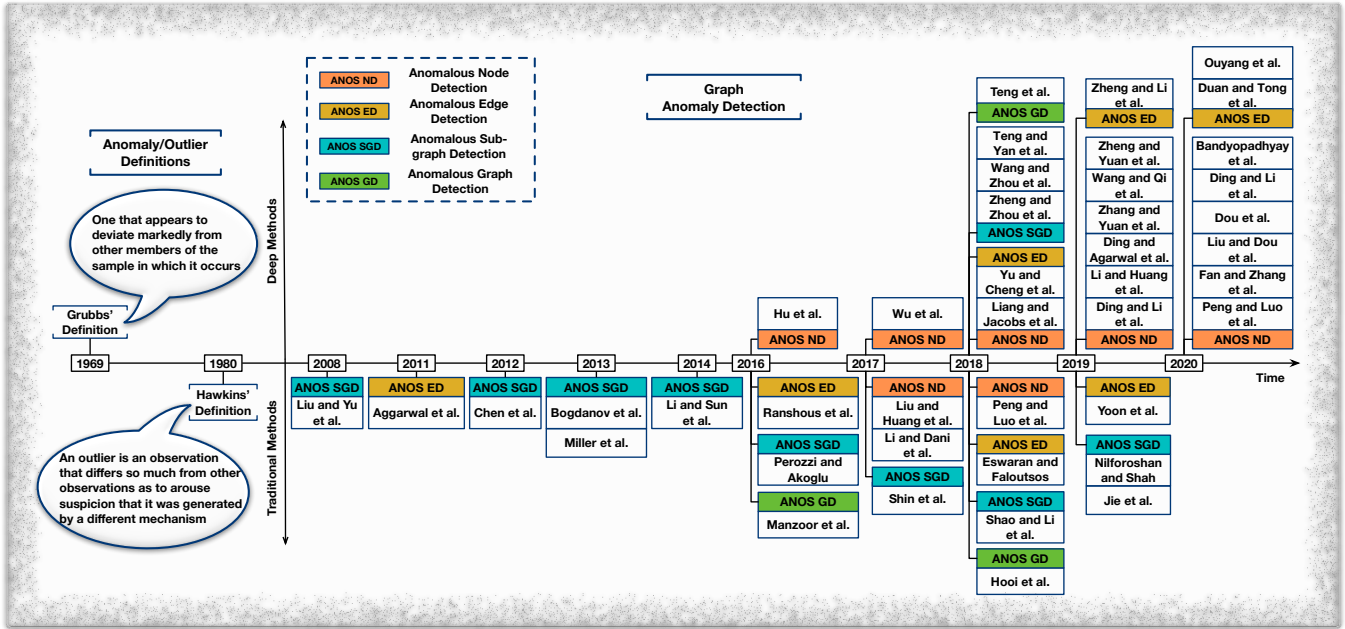 ANOS ND
Anomalous Node
Detection
ANOS ED
Anomalous Edge
Detection
ANOS SGD
Anomalous Sub-
graph Detection
ANOS GD
Anomalous Graph
Detection
Graph
Anomaly Detection
Anomaly/Outlier
Definitions
One that appears to
deviate markedly from
other members of the
sample in which it occurs
Grubbs'
Definition
Hawkins'
Definition
An outlier is an observation
that differs so much from other
observations as to arouse
suspicion that it was generated
by a different mechanism
Deep Methods
Traditional Methods
1969
1980
2008
2011
2012
2013
2014
2016
2017
2018
2019
2020
Time
Hu et al.
ANOS ND
Wu et al.
ANOS ND
Teng et al.
ANOS GD
Teng and
Yan et al.
Wang and
Zhou et al.
Zheng and
Zhou et al.
ANOS SGD
ANOS ED
Yu and
Cheng et al.
Liang and
Jacobs et al.
ANOS ND
Zheng and Li
et al.
ANOS ED
Zheng and
Yuan et al.
Wang and Qi
et al.
Zhang and
Yuan et al.
Ding and
Agarwal et al.
Li and Huang
et al.
Ding and Li
et al.
ANOS ND
Ouyang et al.
Duan and Tong
et al.
ANOS ED
Bandyopadhyay
et al.
Ding and Li
et al.
Dou et al.
Liu and Dou
et al.
Fan and Zhang
et al.
Peng and Luo
et al.
ANOS ND
ANOS SGD
Liu and Yu
et al.
ANOS ED
Aggarwal et al.
ANOS SGD
Chen et al.
ANOS SGD
Bogdanov et al.
Miller et al.
ANOS SGD
Li and Sun
et al.
ANOS ED
Ranshous et al.
ANOS SGD
Perozzi and
Akoglu
ANOS GD
Manzoor et al.
ANOS ND
Liu and
Huang et al.
Li and Dani
et al.
ANOS SGD
Shin et al.
ANOS ND
Peng and
Luo et al.
ANOS ED
Eswaran and
Faloutsos
ANOS SGD
Shao and Li
et al.
ANOS GD
Hooi et al.
ANOS ED
Yoon et al.
ANOS SGD
Nilforoshan
and Shah
Jie et al.